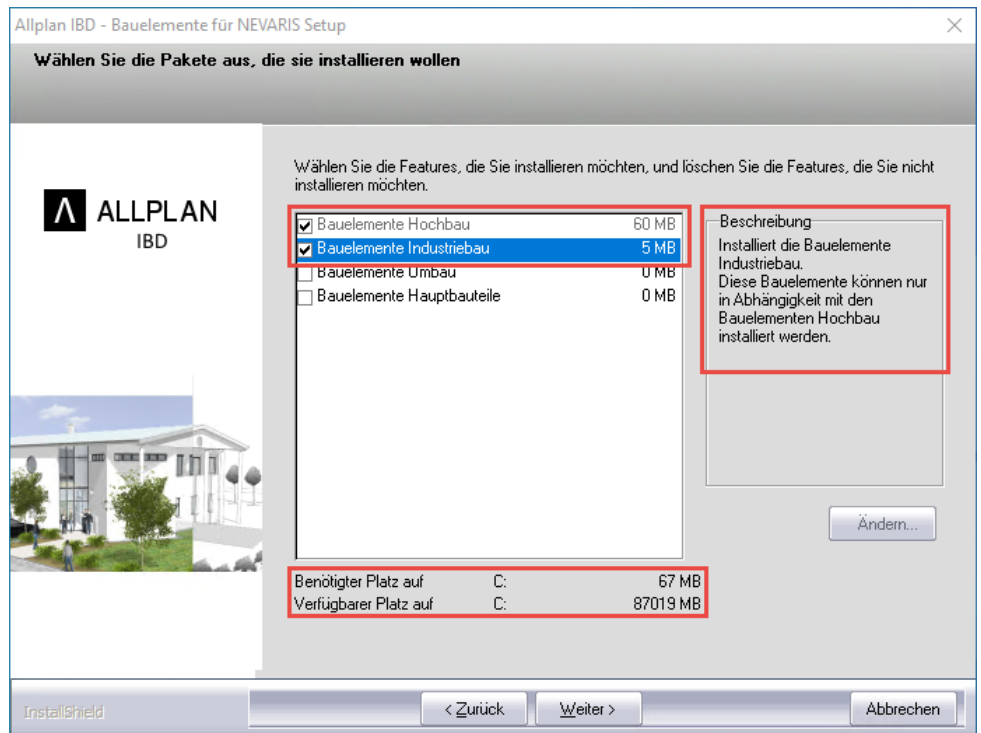 Allplan IBD - Bauelemente für NEVARIS Setup
Wählen Sie die Pakete aus, die sie installieren wollen
ALLPLAN
IBD
Wählen Sie die Features, die Sie installieren möchten, und löschen Sie die Features, die Sie nicht
installieren möchten.
Bauelemente Hochbau 60 MB
Bauelemente Industriebau 5 MB
Bauelemente Umbau 0 MB
Bauelemente Hauptbauteile 0 MB
Beschreibung
Installiert die Bauelemente
Industriebau.
Diese Bauelemente können nur
in Abhängigkeit mit den
Bauelementen Hochbau
installiert werden.
Ändern...
Benötigter Platz auf C: 67 MB
Verfügbarer Platz auf C: 87019 MB
InstallShield
< Zurück
Weiter >
Abbrechen